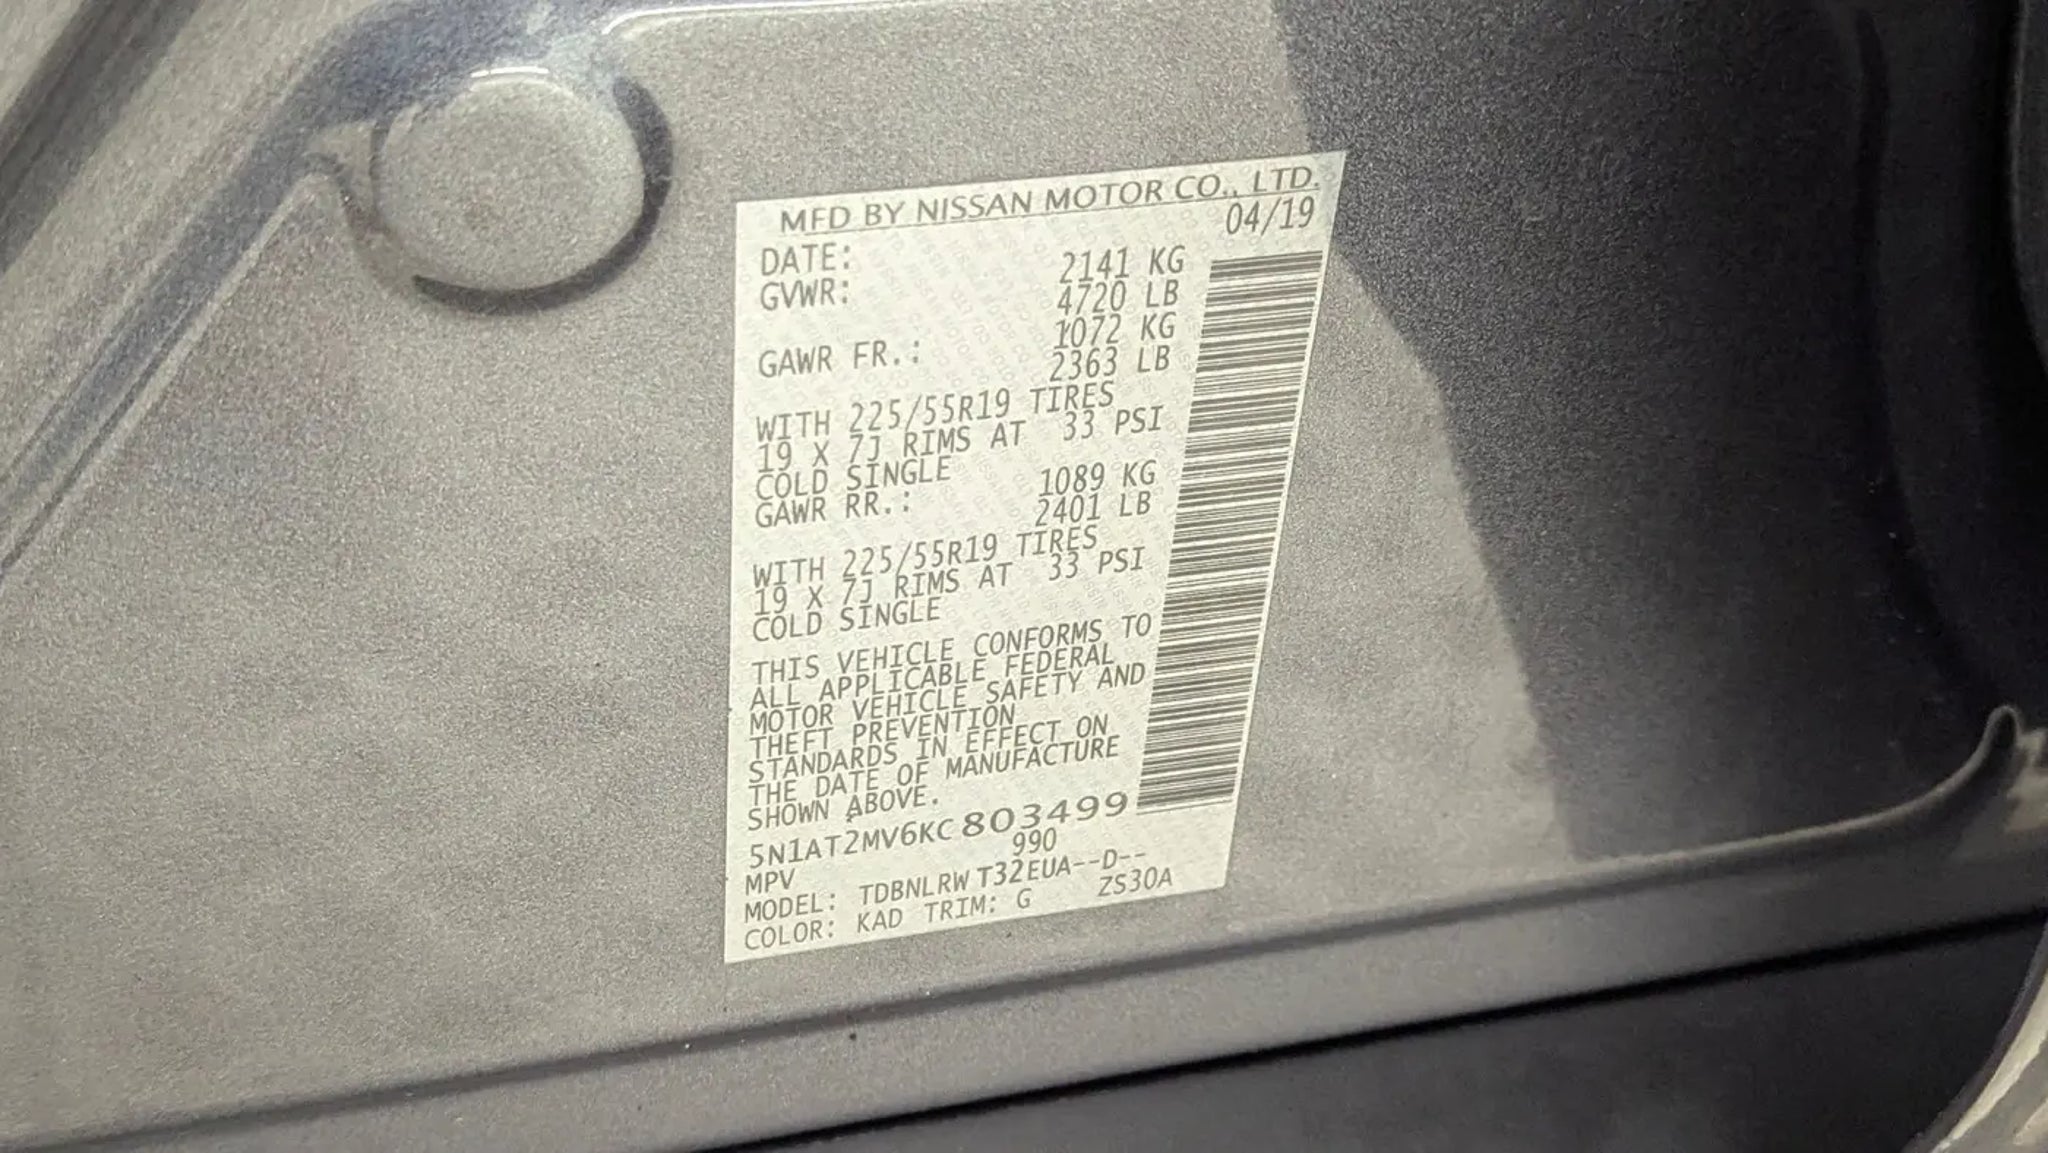 MFD BY NISSAN MOTOR CO., LTD.
DATE: 04/19
GVWR: 2141 KG
4720 LB
GAWR FR.: 1072 KG
2363 LB
WITH 225/55R19 TIRES
19 X 7J RIMS AT 33 PSI
COLD SINGLE
GAWR RR.: 1089 KG
2401 LB
WITH 225/55R19 TIRES
19 X 7J RIMS AT 33 PSI
COLD SINGLE
THIS VEHICLE CONFORMS TO
ALL APPLICABLE FEDERAL
MOTOR VEHICLE SAFETY AND
THEFT PREVENTION
STANDARDS IN EFFECT ON
THE DATE OF MANUFACTURE
SHOWN ABOVE.
5N1AT2MV6KC803499
MPV 990
MODEL: TDBNLRW T32EUA--D--
COLOR: KAD TRIM: G ZS30A